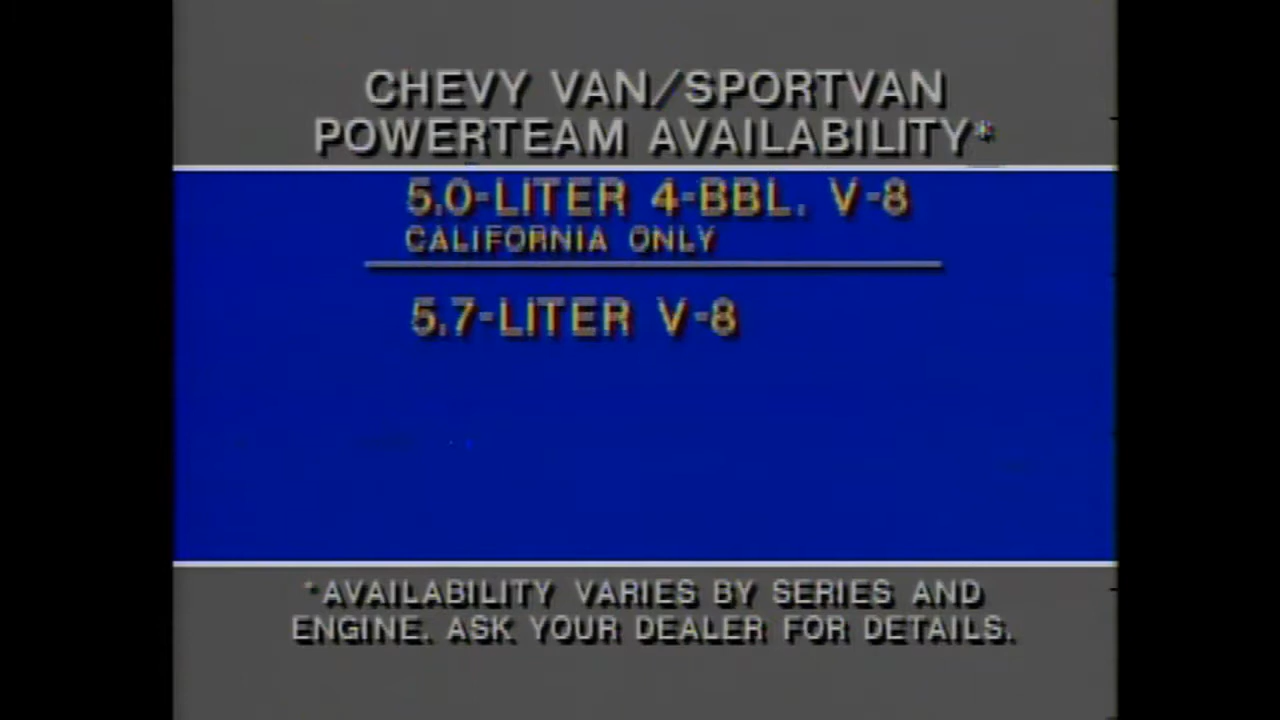 CHEVY VAN/SPORTVAN
POWERTEAM AVAILABILITY*
5.0-LITER 4-BBL. V-8
CALIFORNIA ONLY
5.7-LITER V-8
*AVAILABILITY VARIES BY SERIES AND
ENGINE. ASK YOUR DEALER FOR DETAILS.